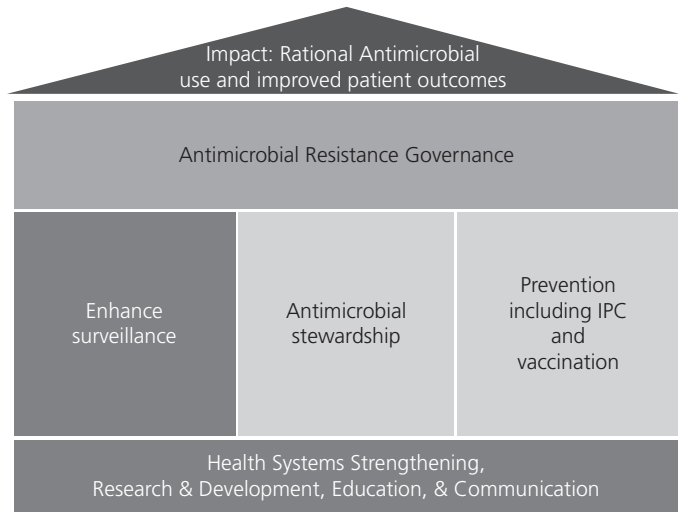 Impact: Rational Antimicrobial
use and improved patient outcomes
Antimicrobial Resistance Governance
Enhance
surveillance
Antimicrobial
stewardship
Prevention
including IPC
and
vaccination
Health Systems Strengthening,
Research & Development, Education, & Communication